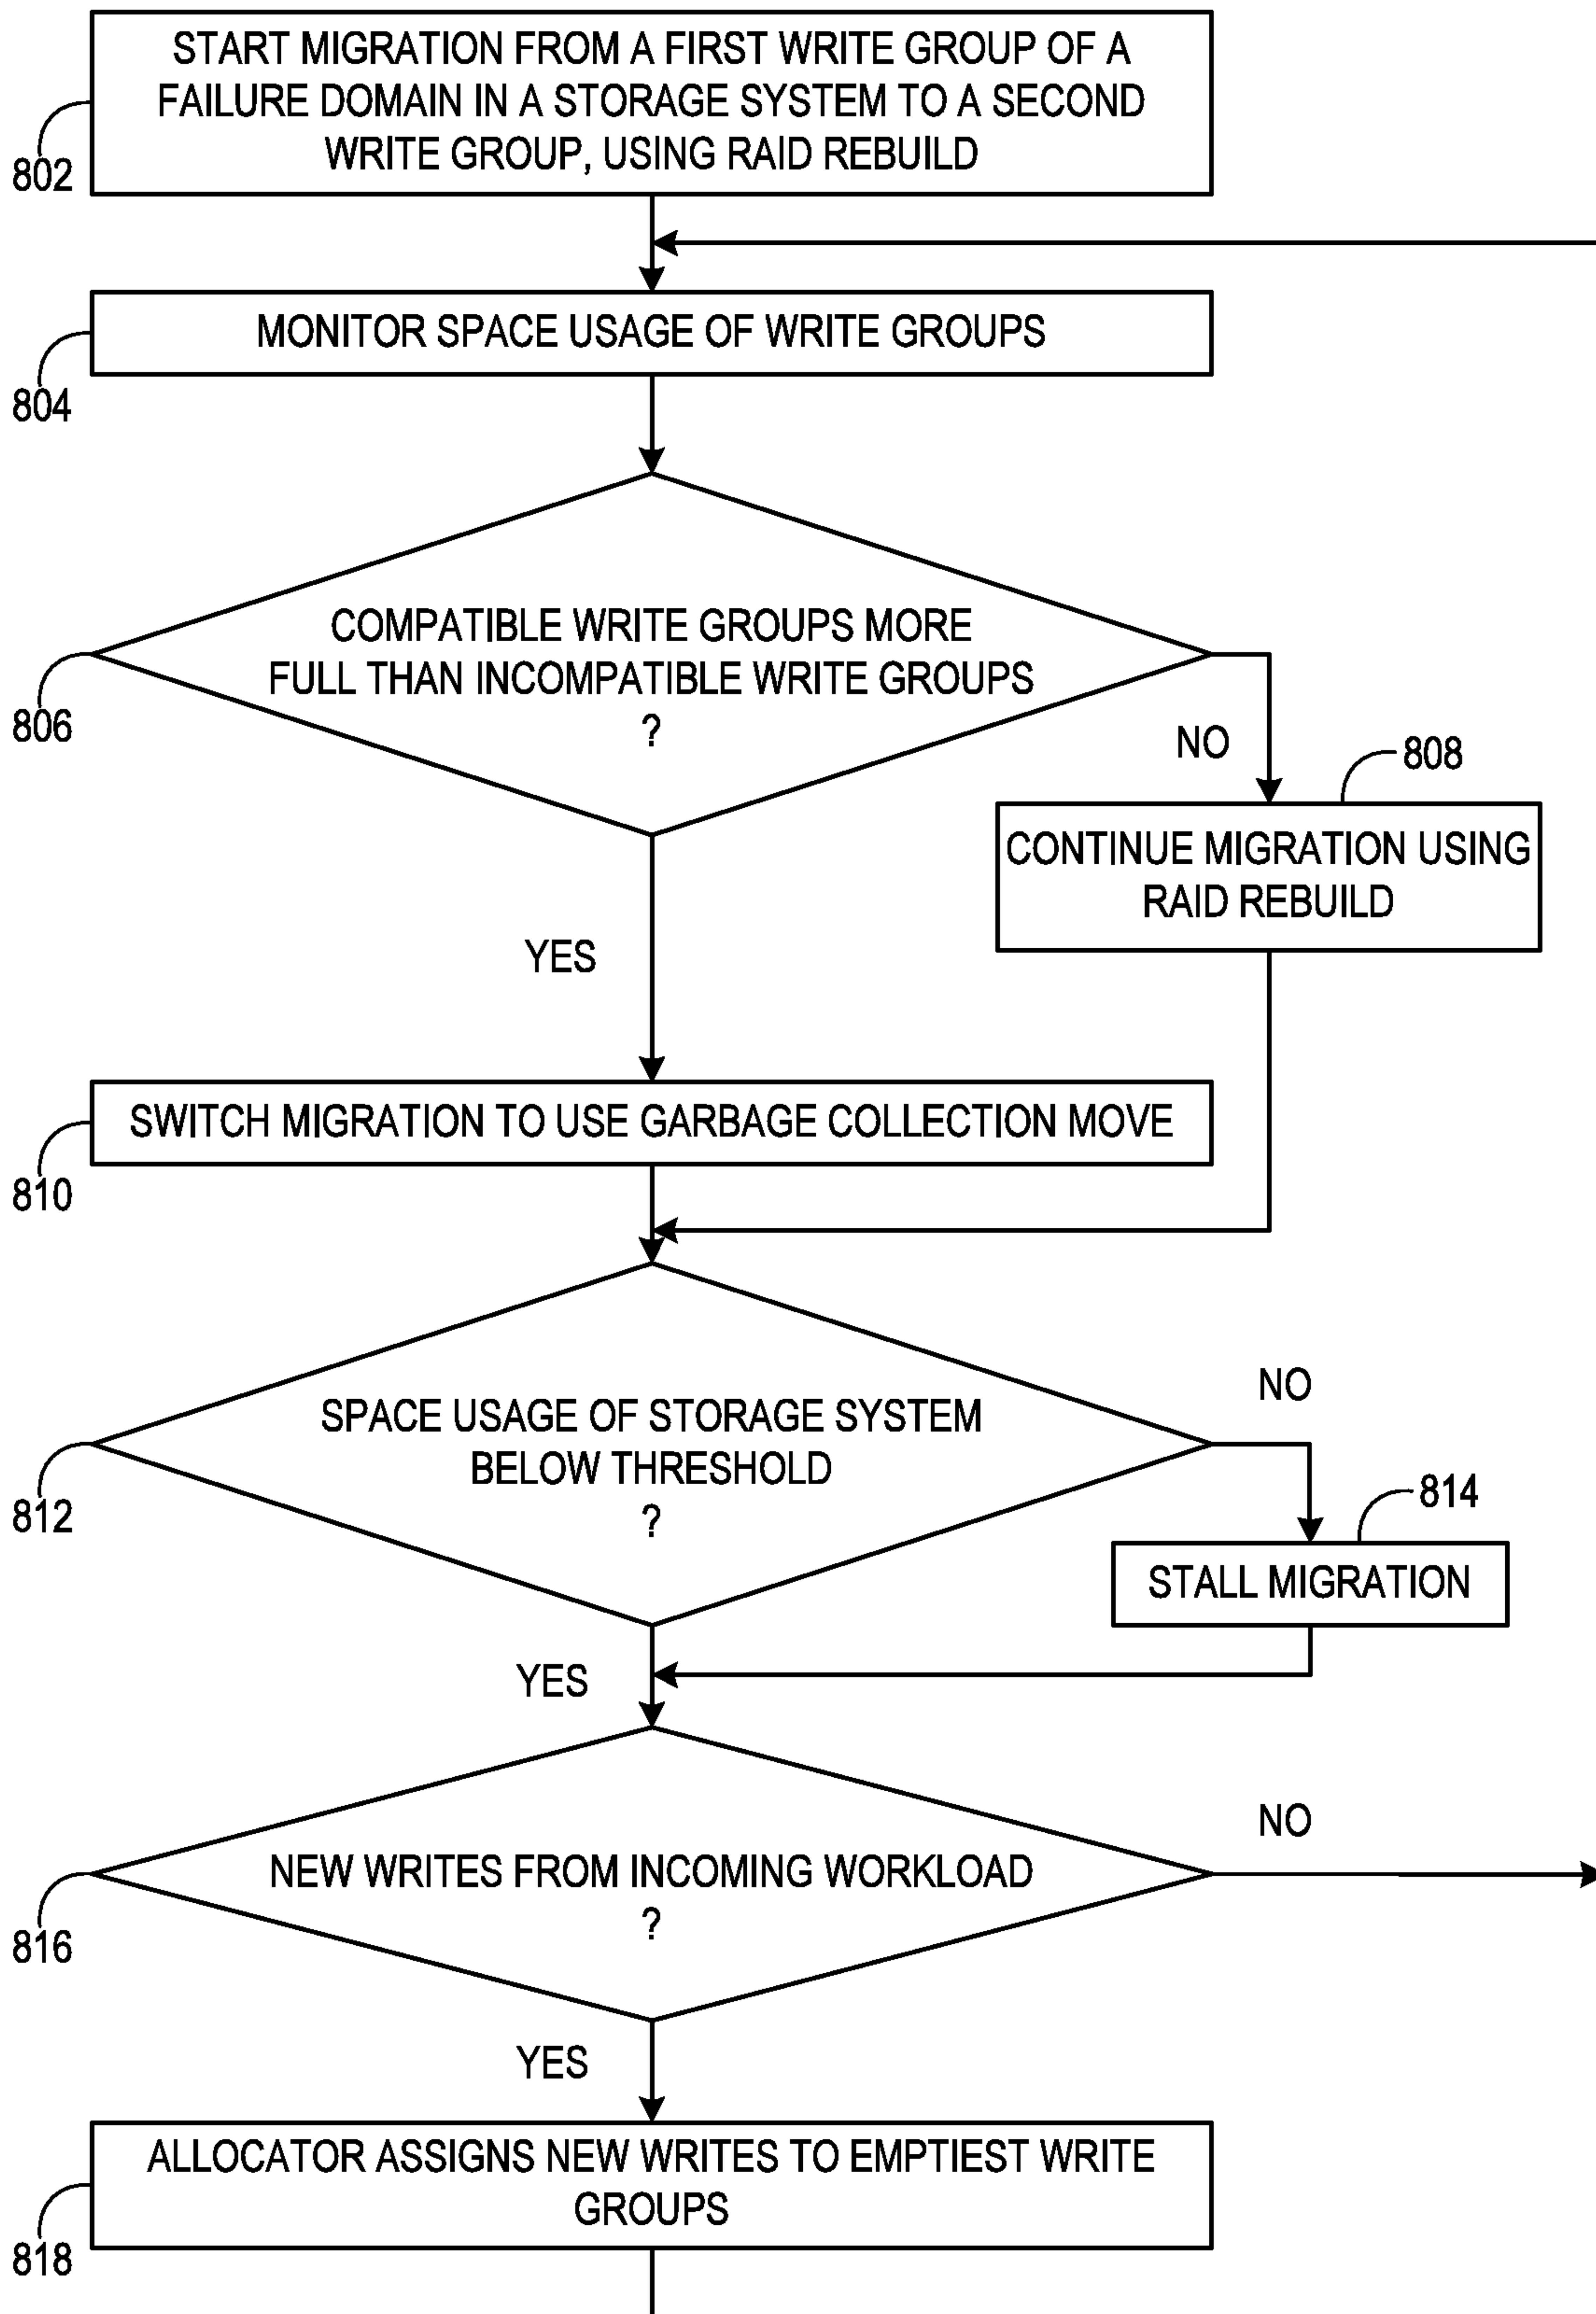 START MIGRATION FROM A FIRST WRITE GROUP OF A
FAILURE DOMAIN IN A STORAGE SYSTEM TO A SECOND
WRITE GROUP, USING RAID REBUILD
802
MONITOR SPACE USAGE OF WRITE GROUPS
804
COMPATIBLE WRITE GROUPS MORE
FULL THAN INCOMPATIBLE WRITE GROUPS
?
806
NO
808
CONTINUE MIGRATION USING
RAID REBUILD
YES
SWITCH MIGRATION TO USE GARBAGE COLLECTION MOVE
810
SPACE USAGE OF STORAGE SYSTEM
BELOW THRESHOLD
?
812
NO
814
STALL MIGRATION
YES
NEW WRITES FROM INCOMING WORKLOAD
?
816
NO
YES
ALLOCATOR ASSIGNS NEW WRITES TO EMPTIEST WRITE
GROUPS
818